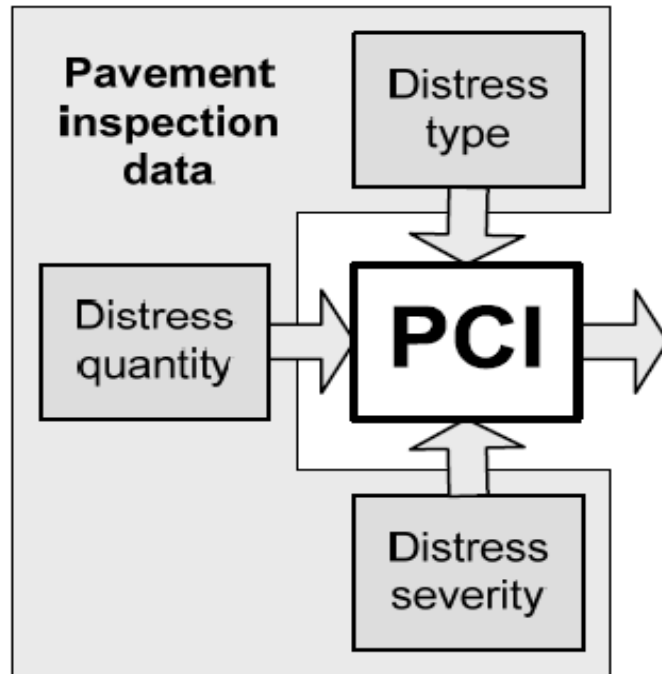 Pavement
inspection
data
Distress
type
Distress
quantity
PCI
Distress
severity